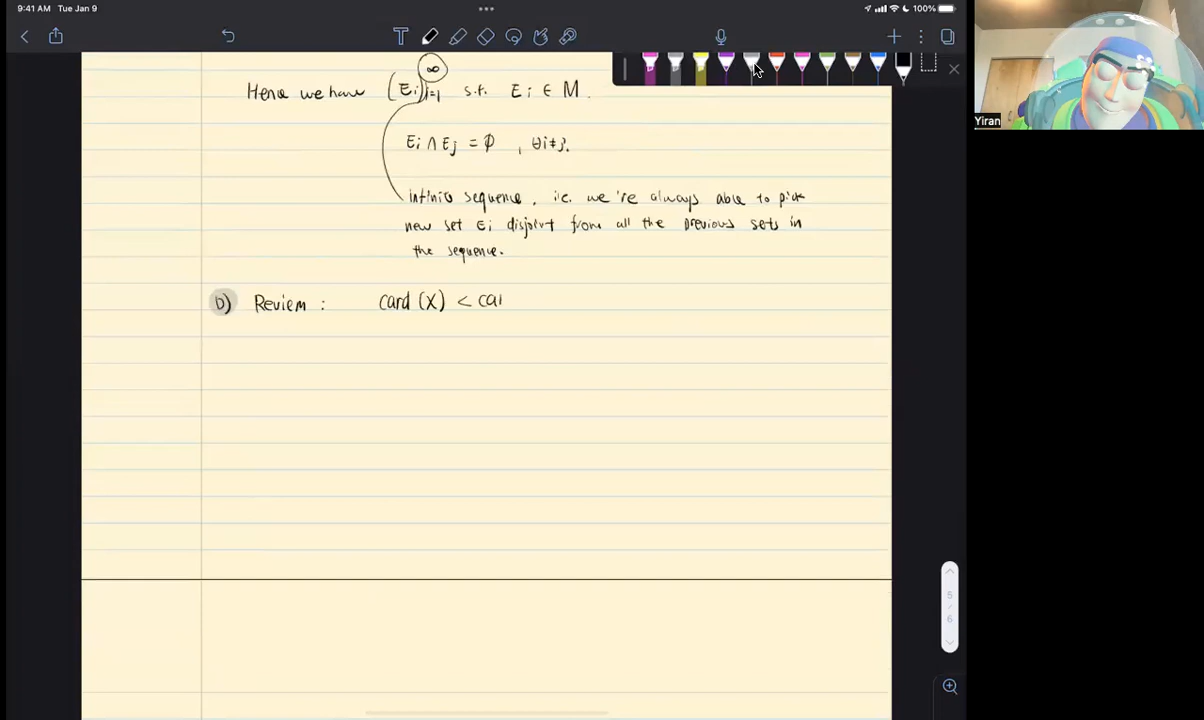 9:41 AM Tue Jan 9
100%
Hence we have (Ei)i=1^∞ s.t. Ei ∈ M.
Ei ∩ Ej = ∅ , ∀i≠j.
infinite sequence, i.e. we're always able to pick
new set Ei disjoint from all the previous sets in
the sequence.
b) Review : card (X) < car
5
/
6
Yiran